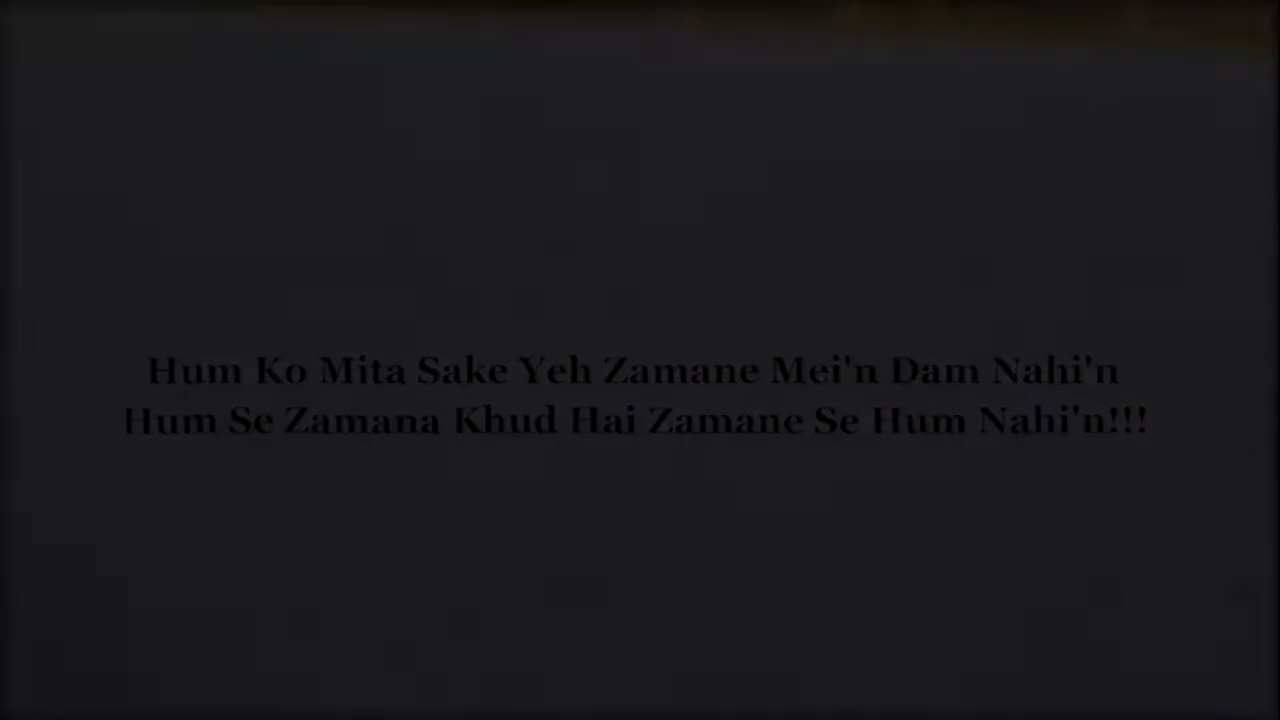 Hum Ko Mita Sake Yeh Zamane Mei'n Dam Nahi'n
Hum Se Zamana Khud Hai Zamane Se Hum Nahi'n!!!